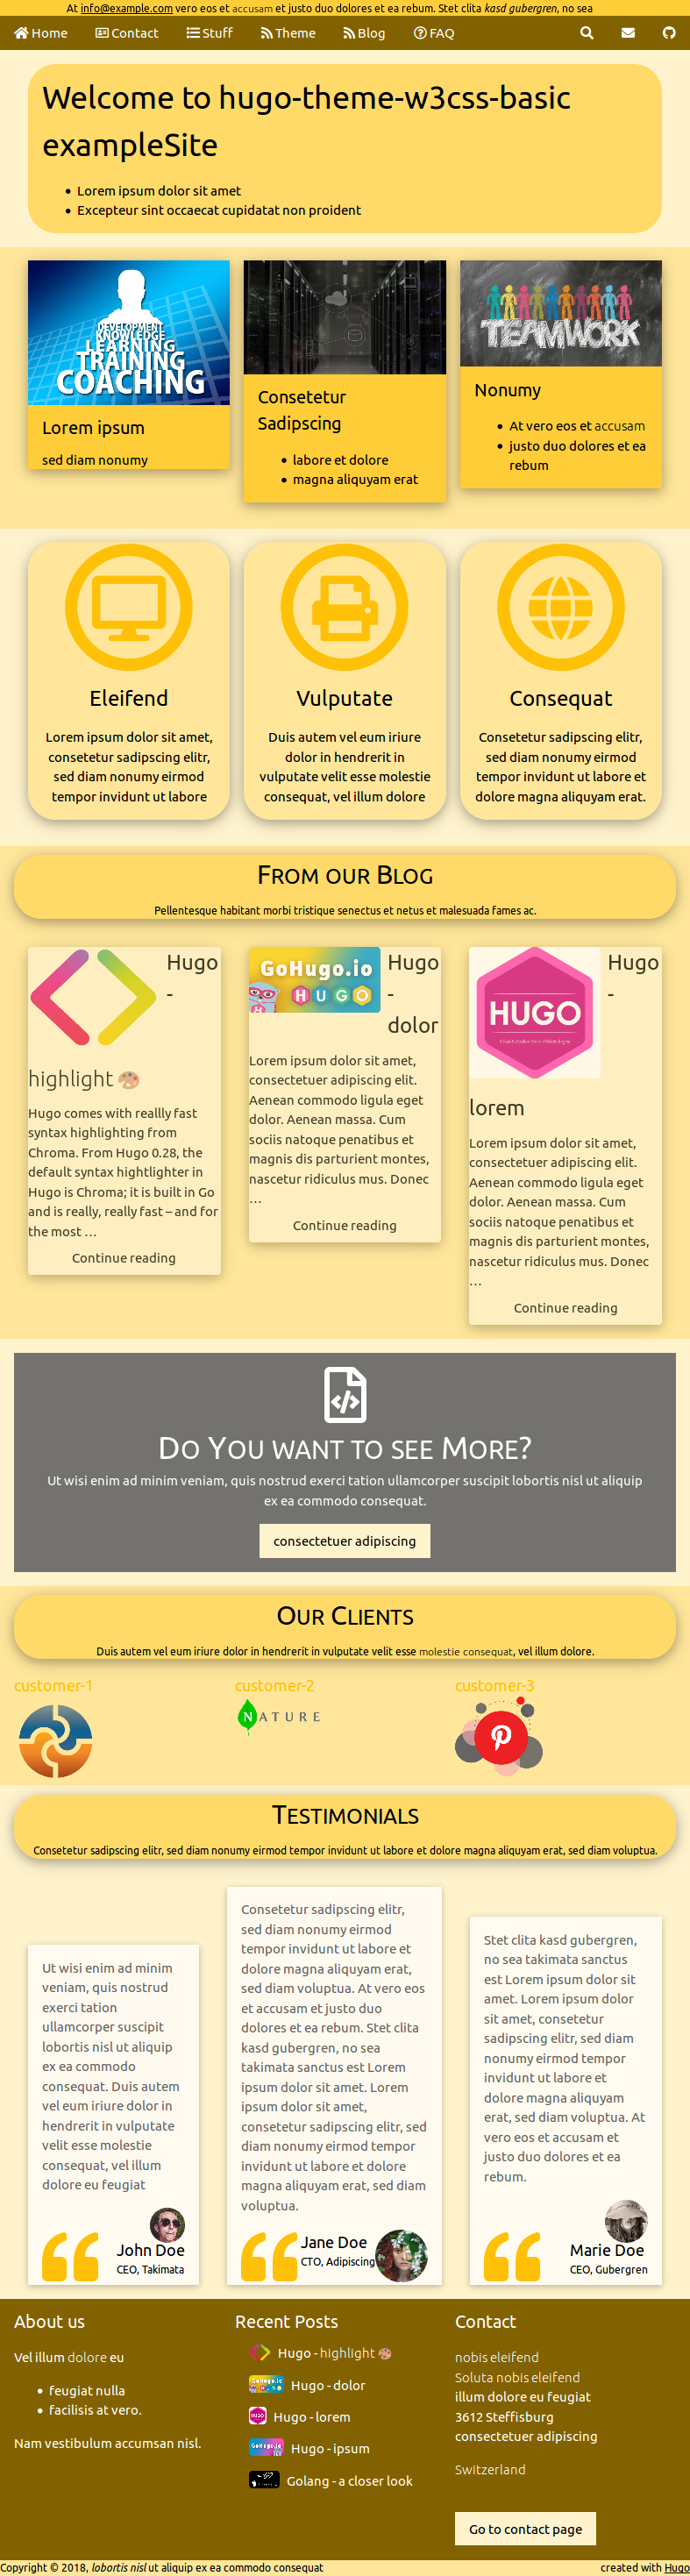 At info@example.com vero eos et accusam et justo duo dolores et ea rebum. Stet clita kasd gubergren, no sea
Home Contact Stuff Theme Blog FAQ
Welcome to hugo-theme-w3css-basic
exampleSite
Lorem ipsum dolor sit amet
Excepteur sint occaecat cupidatat non proident
DEVELOPMENT
KNOWLEDGE
LEARNING
TRAINING
COACHING
Lorem ipsum
sed diam nonumy
Consetetur
Sadipscing
labore et dolore
magna aliquyam erat
TEAMWORK
Nonumy
At vero eos et accusam
justo duo dolores et ea
rebum
Eleifend
Lorem ipsum dolor sit amet,
consetetur sadipscing elitr,
sed diam nonumy eirmod
tempor invidunt ut labore
Vulputate
Duis autem vel eum iriure
dolor in hendrerit in
vulputate velit esse molestie
consequat, vel illum dolore
Consequat
Consetetur sadipscing elitr,
sed diam nonumy eirmod
tempor invidunt ut labore et
dolore magna aliquyam erat.
From our Blog
Pellentesque habitant morbi tristique senectus et netus et malesuada fames ac.
Hugo
-
highlight
Hugo comes with reallly fast
syntax highlighting from
Chroma. From Hugo 0.28, the
default syntax hightlighter in
Hugo is Chroma; it is built in Go
and is really, really fast – and for
the most …
Continue reading
GoHugo.io
HUGO
Hugo
-
dolor
Lorem ipsum dolor sit amet,
consectetuer adipiscing elit.
Aenean commodo ligula eget
dolor. Aenean massa. Cum
sociis natoque penatibus et
magnis dis parturient montes,
nascetur ridiculus mus. Donec
…
Continue reading
HUGO
Hugo
-
lorem
Lorem ipsum dolor sit amet,
consectetuer adipiscing elit.
Aenean commodo ligula eget
dolor. Aenean massa. Cum
sociis natoque penatibus et
magnis dis parturient montes,
nascetur ridiculus mus. Donec
…
Continue reading
Do You want to see More?
Ut wisi enim ad minim veniam, quis nostrud exerci tation ullamcorper suscipit lobortis nisl ut aliquip
ex ea commodo consequat.
consectetuer adipiscing
Our Clients
Duis autem vel eum iriure dolor in hendrerit in vulputate velit esse molestie consequat, vel illum dolore.
customer-1
customer-2
NATURE
customer-3
Testimonials
Consetetur sadipscing elitr, sed diam nonumy eirmod tempor invidunt ut labore et dolore magna aliquyam erat, sed diam voluptua.
Ut wisi enim ad minim
veniam, quis nostrud
exerci tation
ullamcorper suscipit
lobortis nisl ut aliquip
ex ea commodo
consequat. Duis autem
vel eum iriure dolor in
hendrerit in vulputate
velit esse molestie
consequat, vel illum
dolore eu feugiat
John Doe
CEO, Takimata
Consetetur sadipscing elitr,
sed diam nonumy eirmod
tempor invidunt ut labore et
dolore magna aliquyam erat,
sed diam voluptua. At vero eos
et accusam et justo duo
dolores et ea rebum. Stet clita
kasd gubergren, no sea
takimata sanctus est Lorem
ipsum dolor sit amet. Lorem
ipsum dolor sit amet,
consetetur sadipscing elitr, sed
diam nonumy eirmod tempor
invidunt ut labore et dolore
magna aliquyam erat, sed diam
voluptua.
Jane Doe
CTO, Adipiscing
Stet clita kasd gubergren,
no sea takimata sanctus
est Lorem ipsum dolor sit
amet. Lorem ipsum dolor
sit amet, consetetur
sadipscing elitr, sed diam
nonumy eirmod tempor
invidunt ut labore et
dolore magna aliquyam
erat, sed diam voluptua. At
vero eos et accusam et
justo duo dolores et ea
rebum.
Marie Doe
CEO, Gubergren
About us
Vel illum dolore eu
feugiat nulla
facilisis at vero.
Nam vestibulum accumsan nisl.
Recent Posts
Hugo - highlight
Hugo - dolor
Hugo - lorem
Hugo - ipsum
Golang - a closer look
Contact
nobis eleifend
Soluta nobis eleifend
illum dolore eu feugiat
3612 Steffisburg
consectetuer adipiscing
Switzerland
Go to contact page
Copyright © 2018, lobortis nisl ut aliquip ex ea commodo consequat
created with Hugo